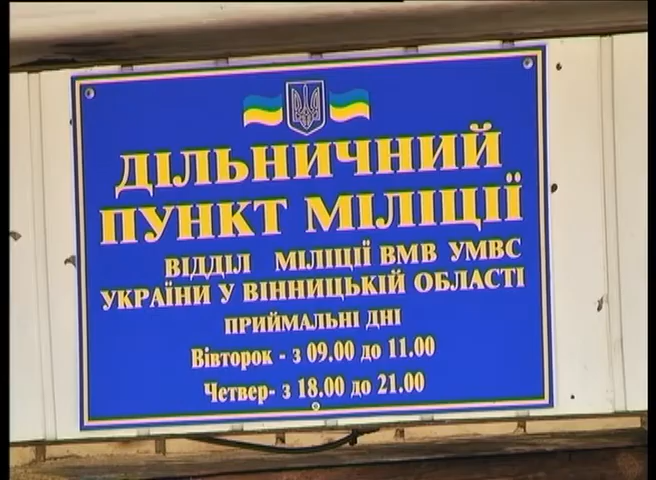 ДІЛЬНИЧНИЙ
ПУНКТ МІЛІЦІЇ
ВІДДІЛ МІЛІЦІЇ ВМВ УМВС
УКРАЇНИ У ВІННИЦЬКІЙ ОБЛАСТІ
ПРИЙМАЛЬНІ ДНІ
Вівторок - з 09.00 до 11.00
Четвер- з 18.00 до 21.00